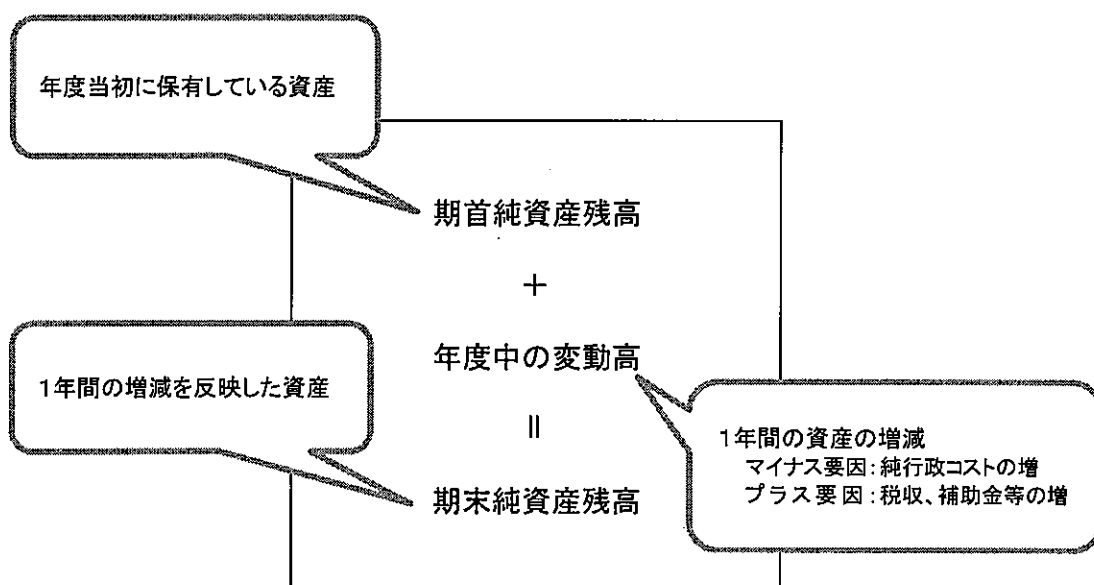 年度当初に保有している資産
期首純資産残高
＋
年度中の変動高
1年間の増減を反映した資産
＝
1年間の資産の増減
マイナス要因：純行政コストの増
プラス要因：税収、補助金等の増
期末純資産残高